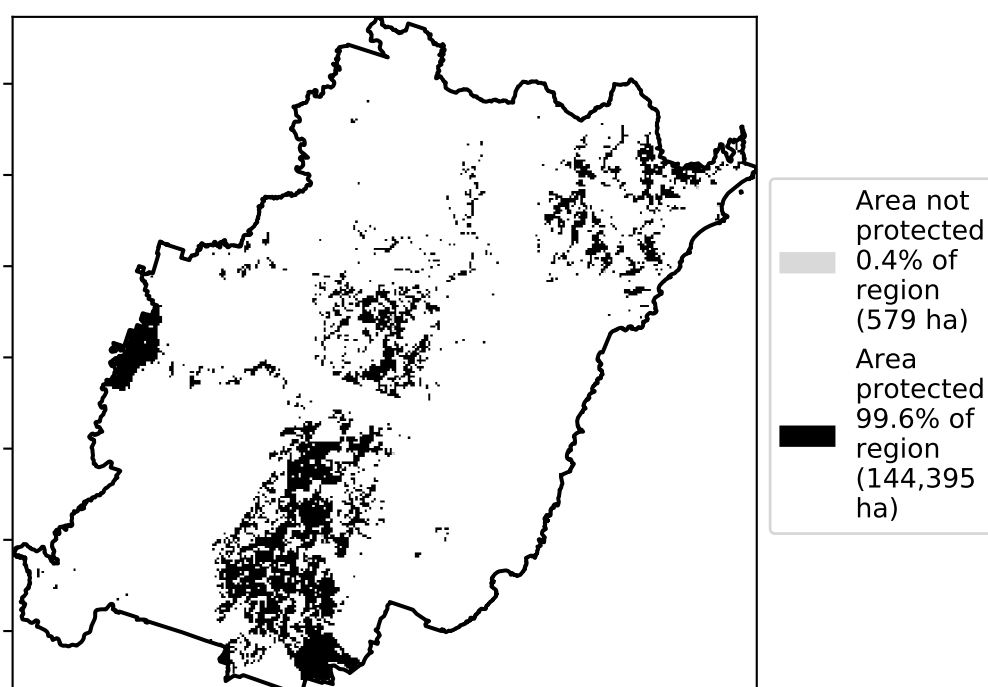 Area not
protected
0.4% of
region
(579 ha)
Area
protected
99.6% of
region
(144,395
ha)